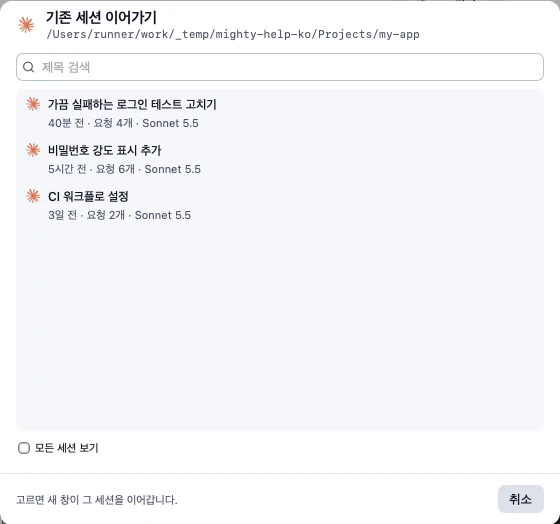 기존 세션 이어가기
/Users/runner/work/_temp/mighty-help-ko/Projects/my-app
제목 검색
가끔 실패하는 로그인 테스트 고치기
40분 전 · 요청 4개 · Sonnet 5.5
비밀번호 강도 표시 추가
5시간 전 · 요청 6개 · Sonnet 5.5
CI 워크플로 설정
3일 전 · 요청 2개 · Sonnet 5.5
모든 세션 보기
고르면 새 창이 그 세션을 이어갑니다.
취소